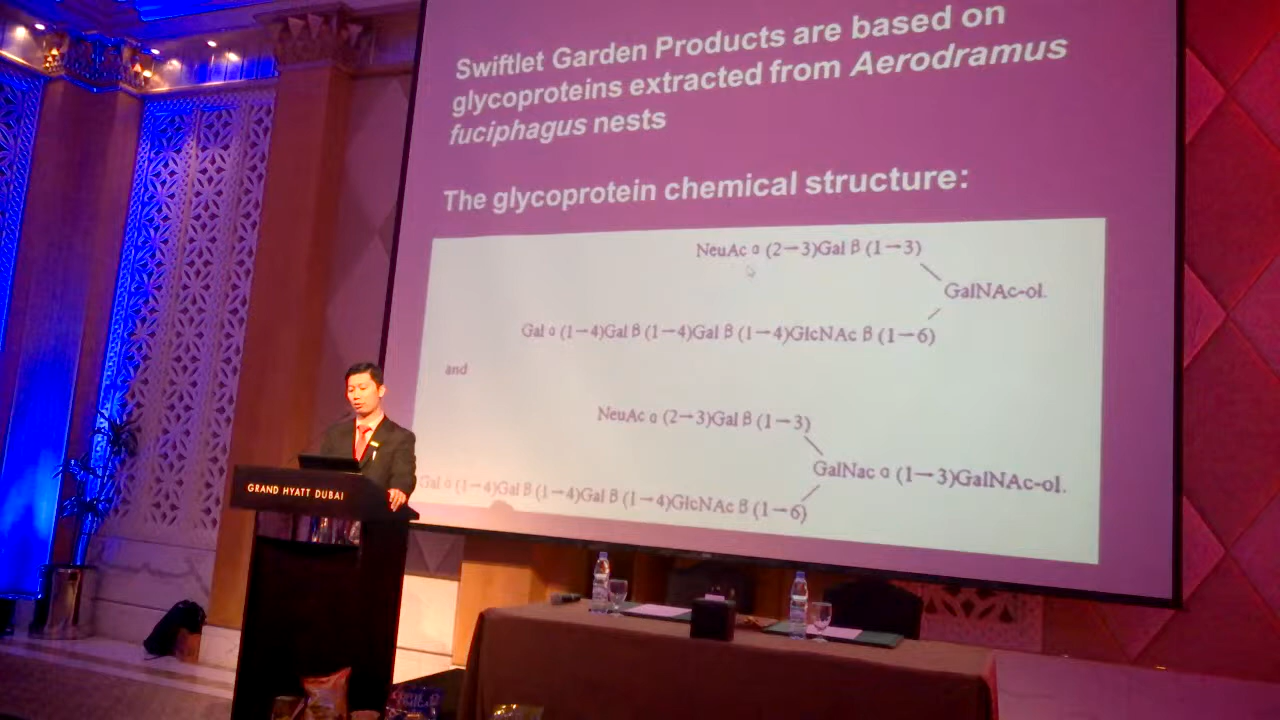 Swiftlet Garden Products are based on
glycoproteins extracted from Aerodramus
fuciphagus nests
The glycoprotein chemical structure:
NeuAc α (2→3)Gal β (1→3)
GalNAc-ol.
Gal α (1→4)Gal β (1→4)Gal β (1→4)GlcNAc β (1→6)
and
NeuAc α (2→3)Gal β (1→3)
GalNac α (1→3)GalNAc-ol.
Gal α (1→4)Gal β (1→4)Gal β (1→4)GlcNAc β (1→6)
GRAND HYATT DUBAI